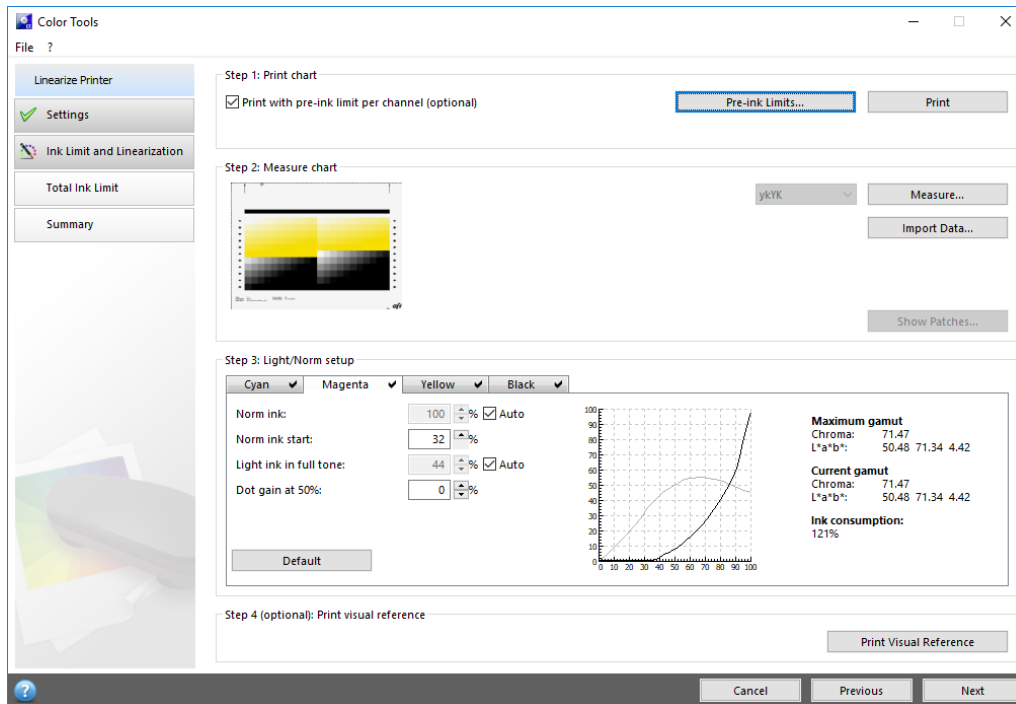 Color Tools
File ?
Linearize Printer
Settings
Ink Limit and Linearization
Total Ink Limit
Summary
Step 1: Print chart
Print with pre-ink limit per channel (optional)
Pre-ink Limits...
Print
Step 2: Measure chart
efi
ykYK
Measure...
Import Data...
Show Patches...
Step 3: Light/Norm setup
Cyan Magenta Yellow Black
Norm ink: 100 % Auto
Norm ink start: 32 %
Light ink in full tone: 44 % Auto
Dot gain at 50%: 0 %
Default
100
90
80
70
60
50
40
30
20
10
0
0 10 20 30 40 50 60 70 80 90 100
Maximum gamut
Chroma: 71.47
L*a*b*: 50.48 71.34 4.42
Current gamut
Chroma: 71.47
L*a*b*: 50.48 71.34 4.42
Ink consumption:
121%
Step 4 (optional): Print visual reference
Print Visual Reference
?
Cancel Previous Next